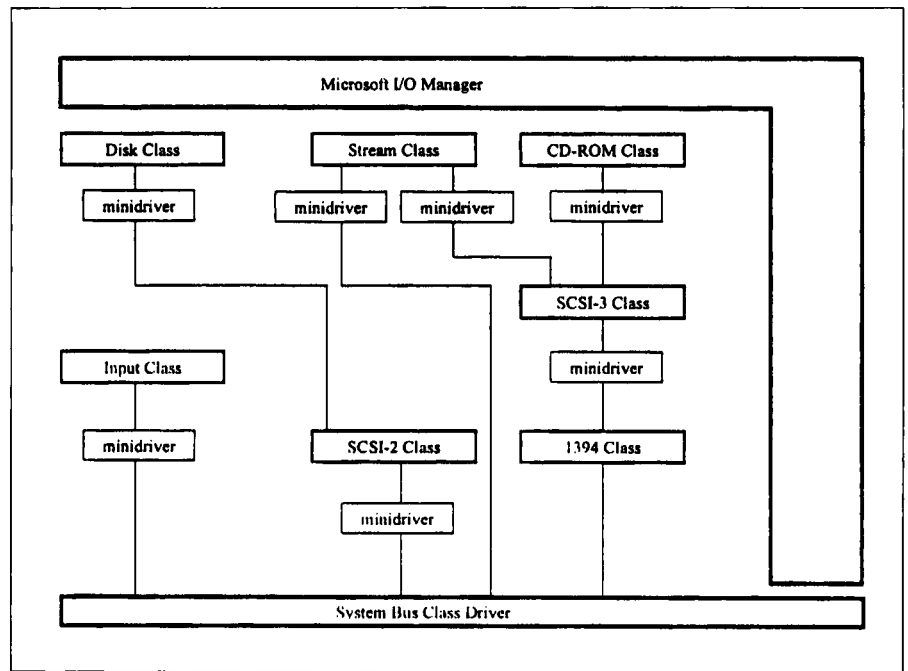 Microsoft I/O Manager
Disk Class
Stream Class
CD-ROM Class
minidriver
minidriver
minidriver
minidriver
SCSI-3 Class
Input Class
minidriver
minidriver
SCSI-2 Class
1394 Class
minidriver
System Bus Class Driver